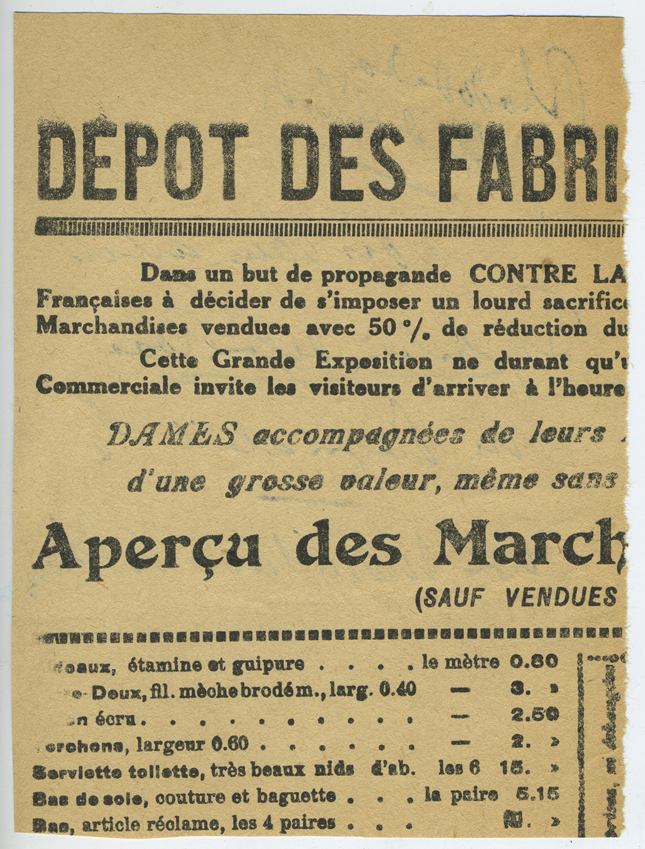 DÉPOT DES FABRI
Dans un but de propagande CONTRE LA
Françaises à décider de s'imposer un lourd sacrific
Marchandises vendues avec 50 %. de réduction du
Cette Grande Exposition ne durant qu'
Commerciale invite les visiteurs d'arriver à l'heure
DAMES accompagnées de leurs
d'une grosse valeur, même sans
Aperçu des March
(SAUF VENDUES
deaux, étamine et guipure . . . . le mètre 0.80
e-Deux, fil. mèche brodé m., larg. 0.40 — 3. »
n écru. . . . . . . . . — 2.50
orchons, largeur 0.60 . . . . . . — 2. »
Serviette toilette, très beaux nids d'ab. les 6 15. »
Bas de soie, couture et baguette . . . la paire 5.15
Bas, article réclame, les 4 paires . . . »